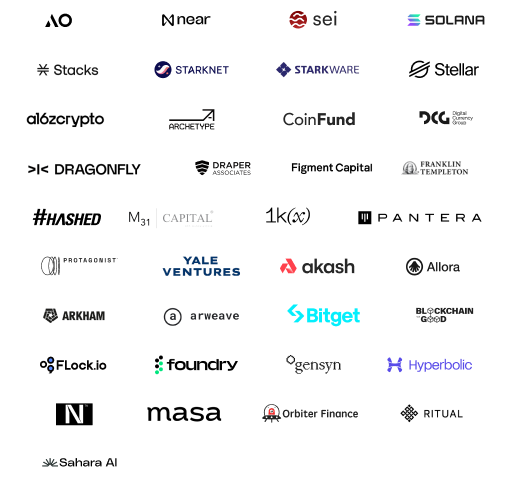 AO near sei SOLANA
Stacks STARKNET STARKWARE Stellar
a16zcrypto ARCHETYPE CoinFund DCG Digital Currency Group
DRAGONFLY DRAPER ASSOCIATES Figment Capital FRANKLIN TEMPLETON
#HASHED M31 CAPITAL 1k(x) PANTERA
PROTAGONIST YALE VENTURES akash Allora
ARKHAM a arweave Bitget BLOCKCHAIN for GOOD
FLock.io foundry gensyn Hyperbolic
N masa Orbiter Finance RITUAL
Sahara AI